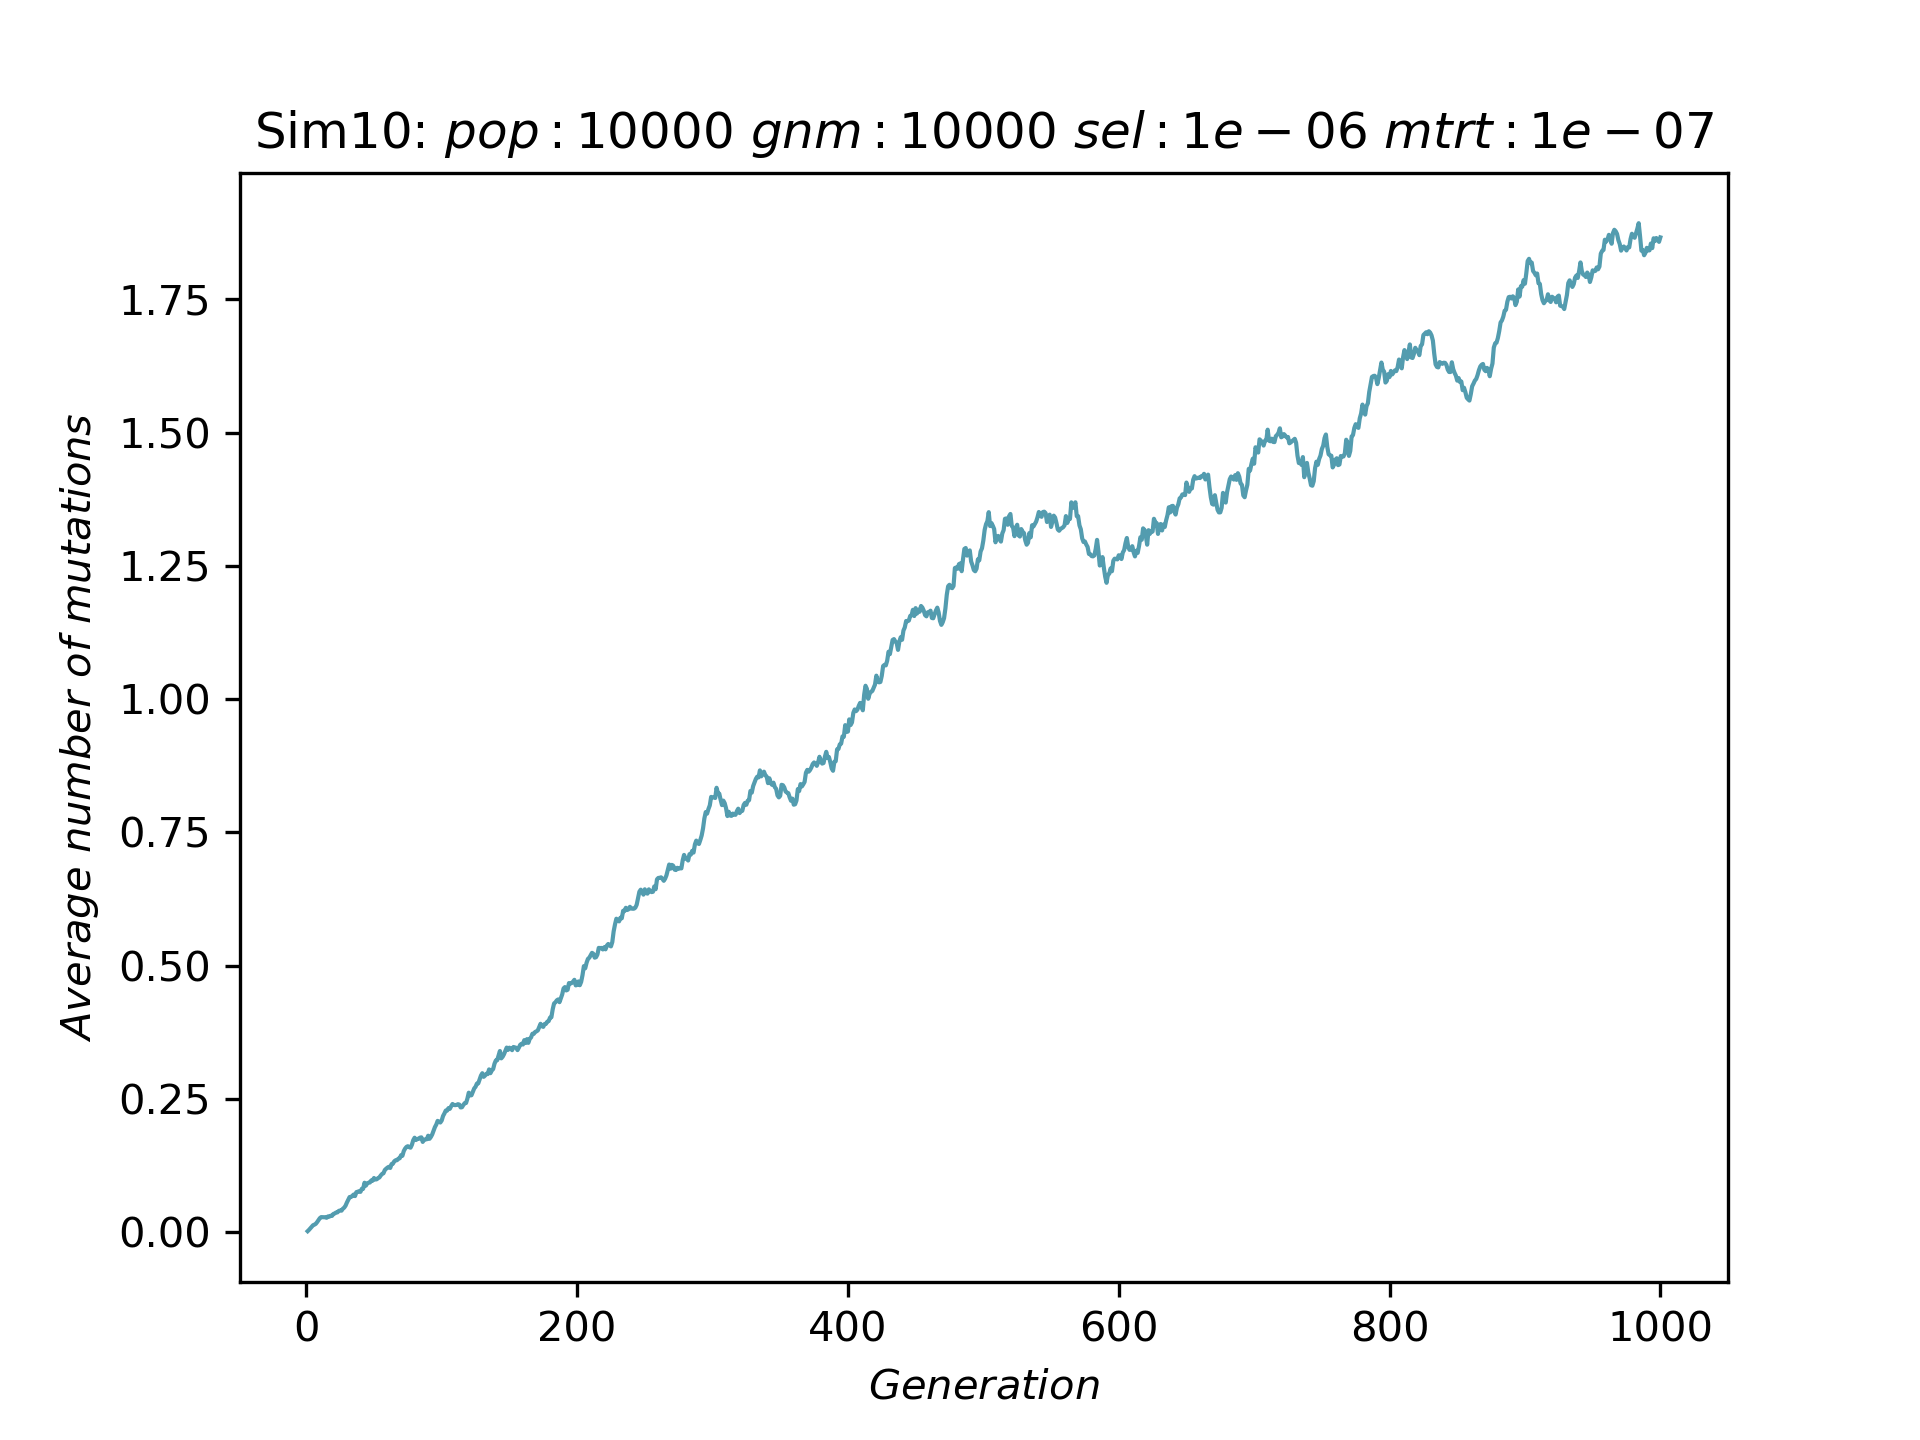 Sim10: pop : 10000 gnm : 10000 sel : 1e − 06 mtrt : 1e − 07
Average number of mutations
1.75
1.50
1.25
1.00
0.75
0.50
0.25
0.00
0 200 400 600 800 1000
Generation